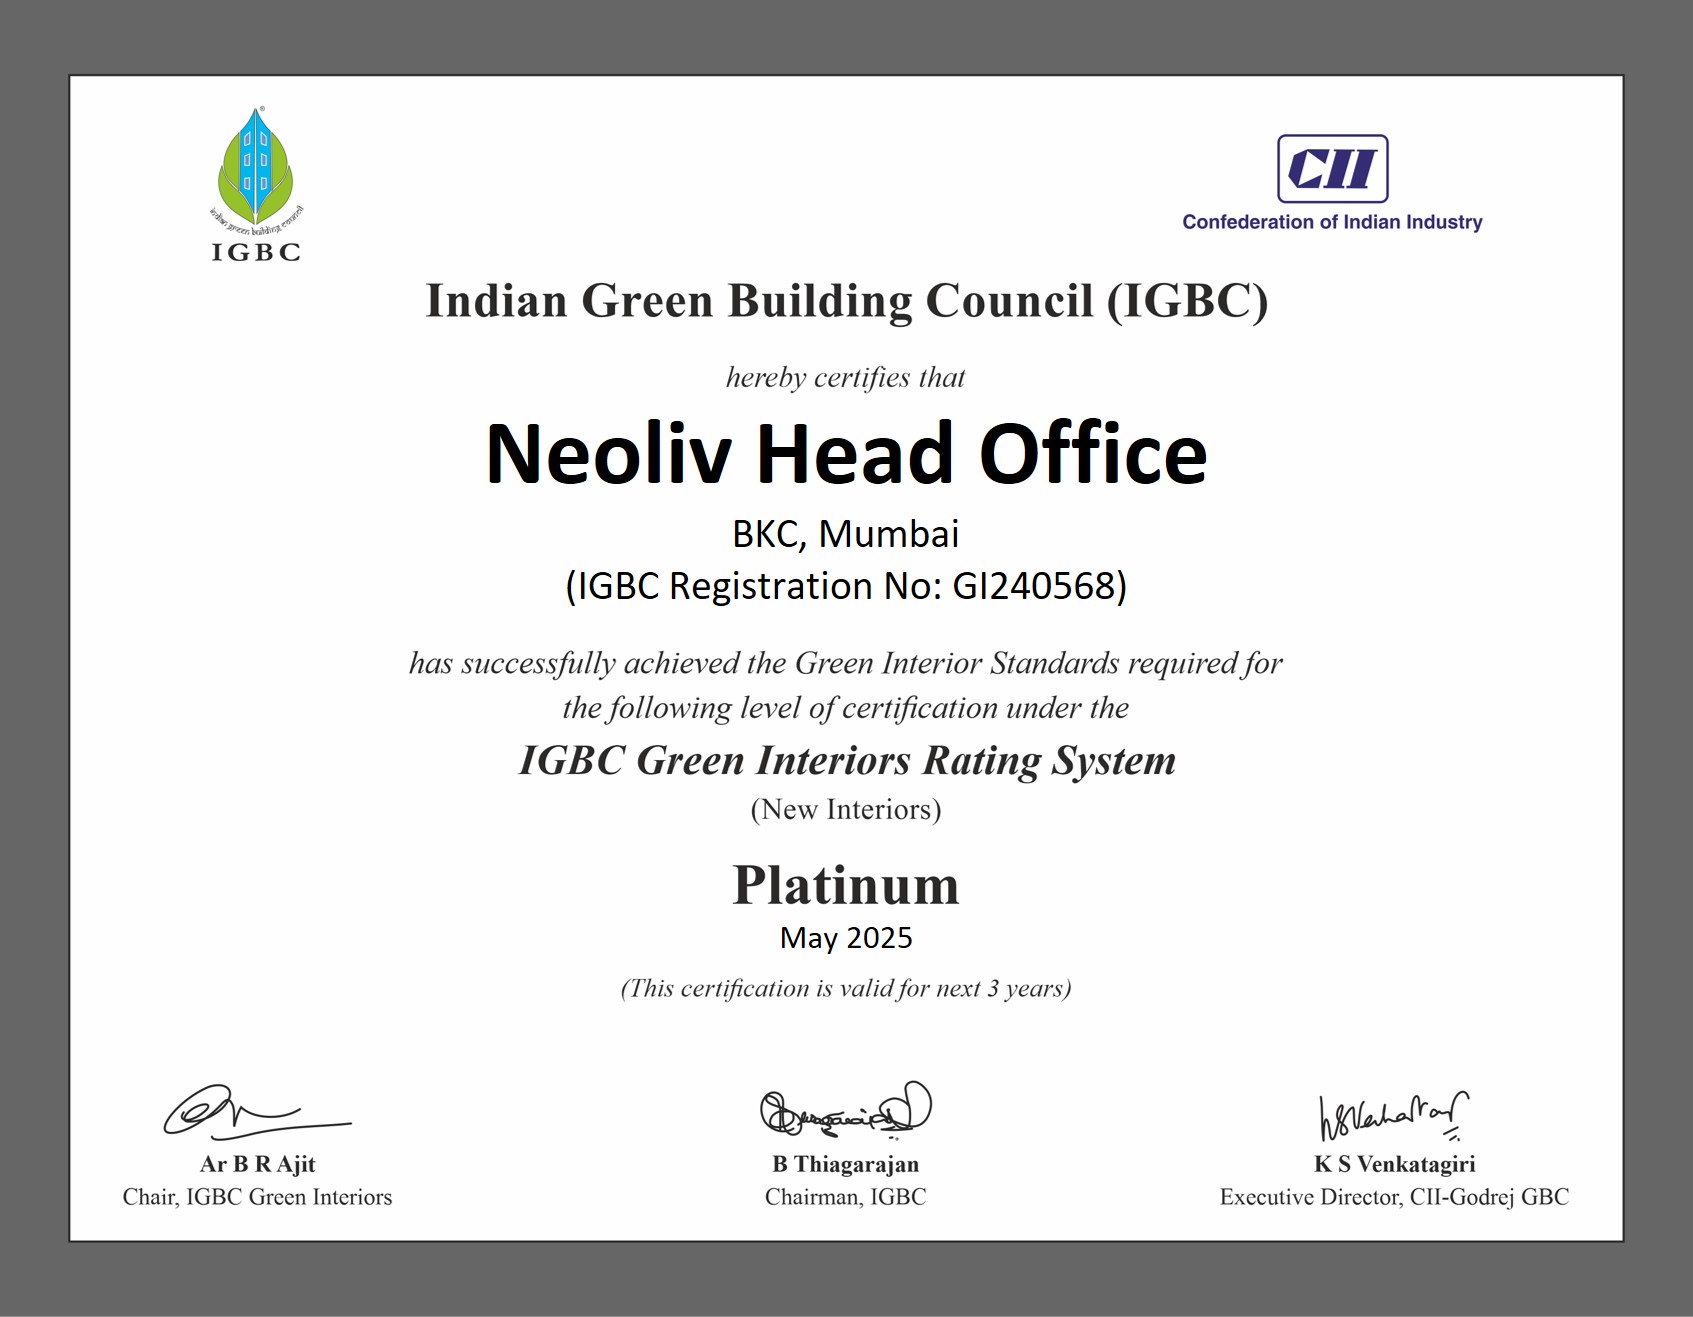 indian green building council
IGBC
CII
Confederation of Indian Industry
Indian Green Building Council (IGBC)
hereby certifies that
Neoliv Head Office
BKC, Mumbai
(IGBC Registration No: GI240568)
has successfully achieved the Green Interior Standards required for
the following level of certification under the
IGBC Green Interiors Rating System
(New Interiors)
Platinum
May 2025
(This certification is valid for next 3 years)
Ar B R Ajit
Chair, IGBC Green Interiors
B Thiagarajan
Chairman, IGBC
K S Venkatagiri
Executive Director, CII-Godrej GBC